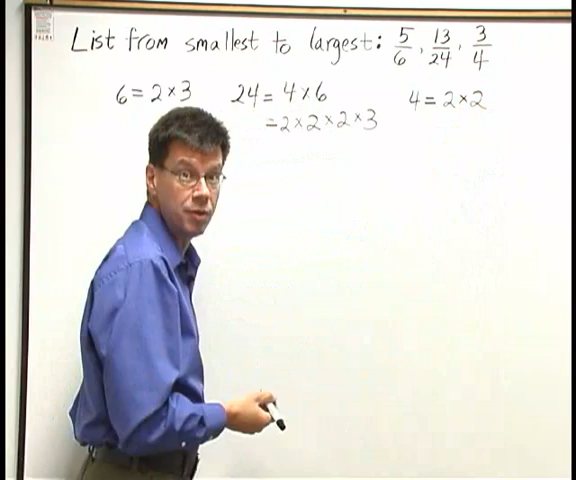 List from smallest to largest: 5/6, 13/24, 3/4
6 = 2 × 3 24 = 4 × 6 4 = 2 × 2
= 2 × 2 × 2 × 3